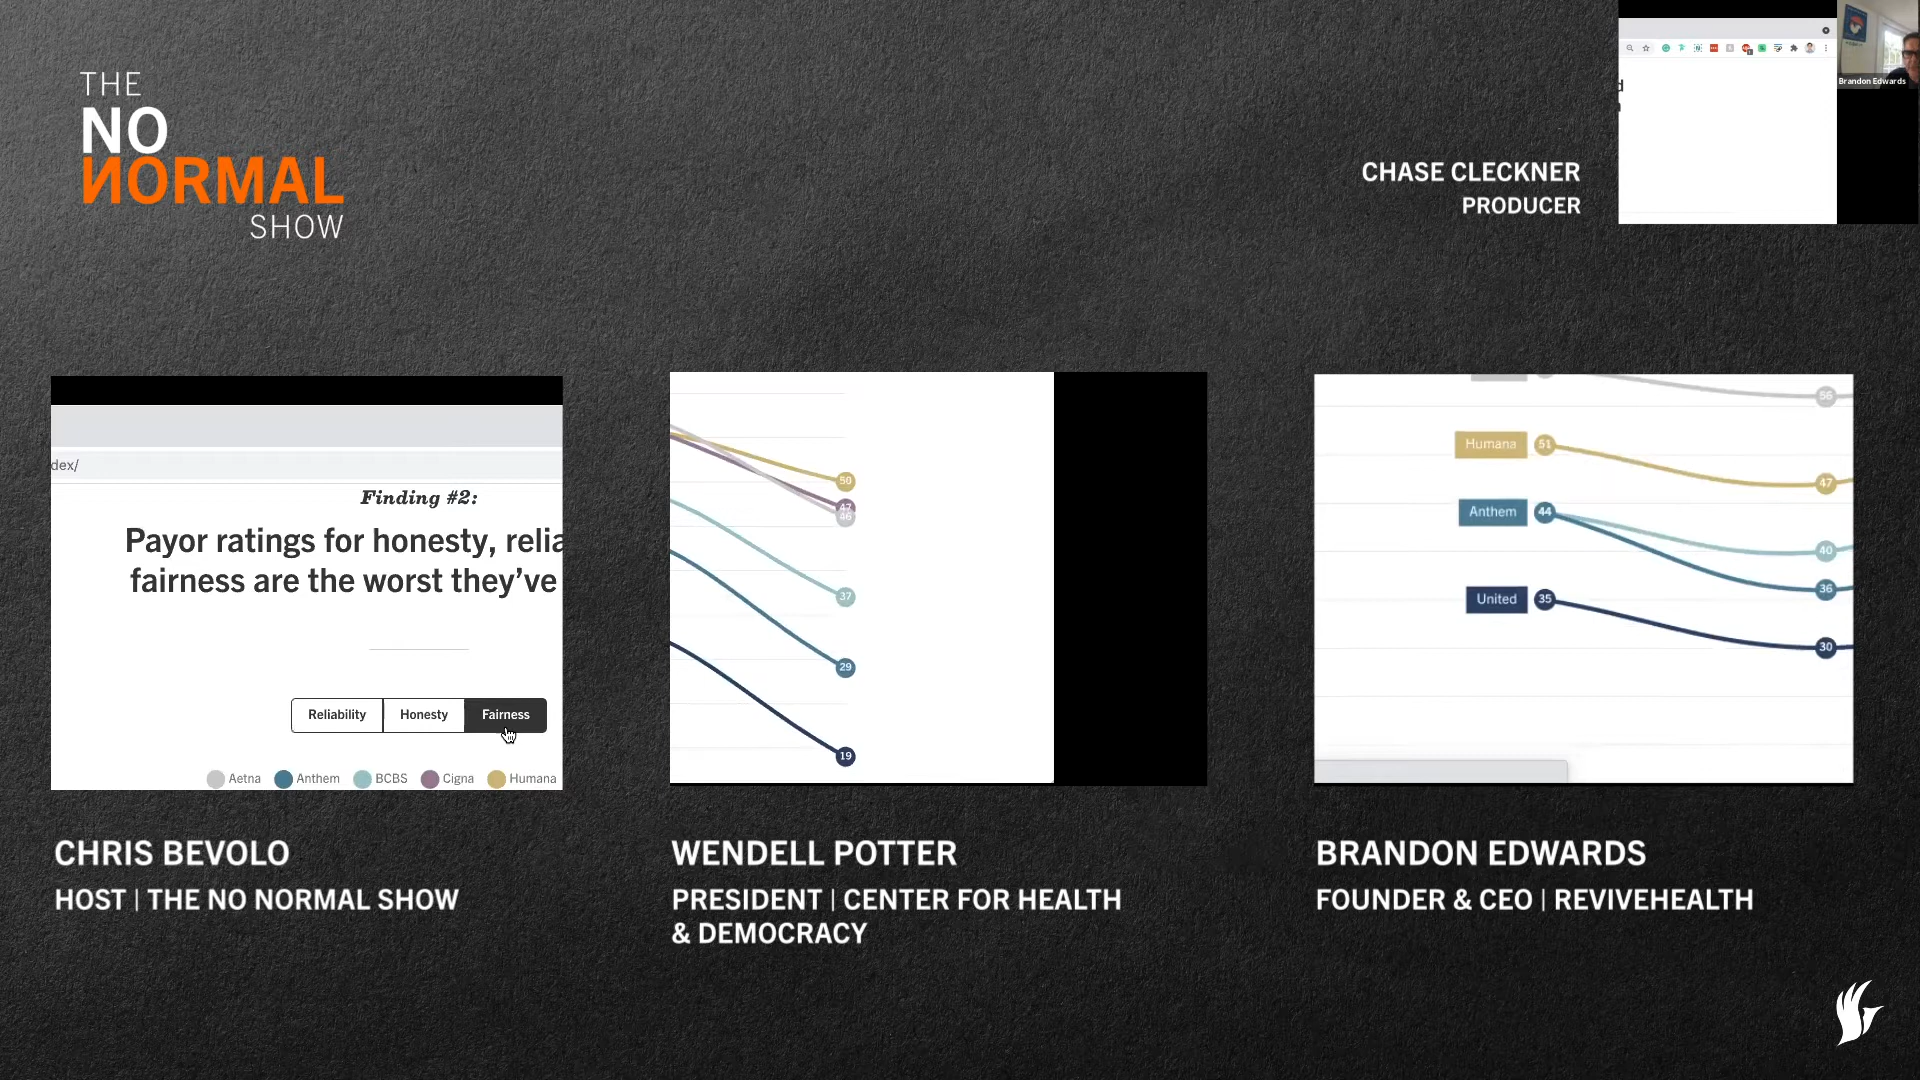 THE
NO
NORMAL
SHOW
CHASE CLECKNER
PRODUCER
Brandon Edwards
dex/
Finding #2:
Payor ratings for honesty, relia
fairness are the worst they've
Reliability Honesty Fairness
Aetna Anthem BCBS Cigna Humana
50
47
46
37
29
19
56
Humana 51
47
Anthem 44
40
36
United 35
30
CHRIS BEVOLO
HOST | THE NO NORMAL SHOW
WENDELL POTTER
PRESIDENT | CENTER FOR HEALTH
& DEMOCRACY
BRANDON EDWARDS
FOUNDER & CEO | REVIVEHEALTH